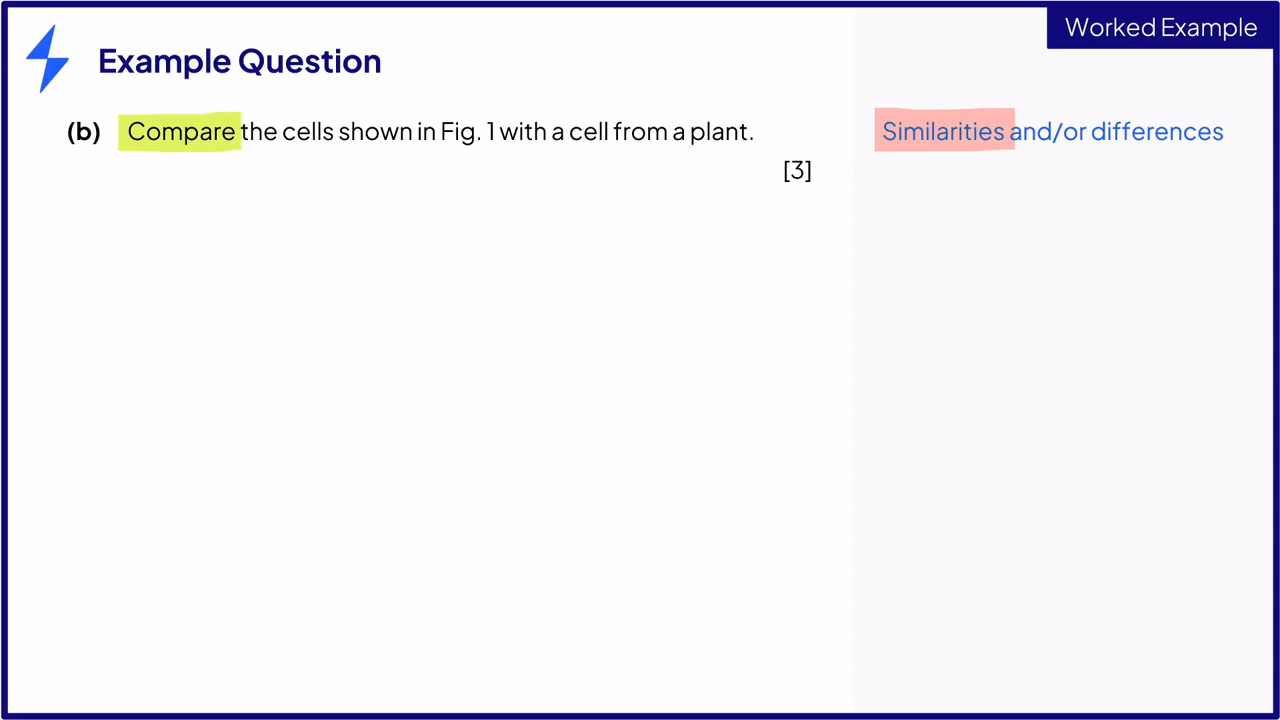 Worked Example
Example Question
(b) Compare the cells shown in Fig. 1 with a cell from a plant.
[3]
Similarities and/or differences